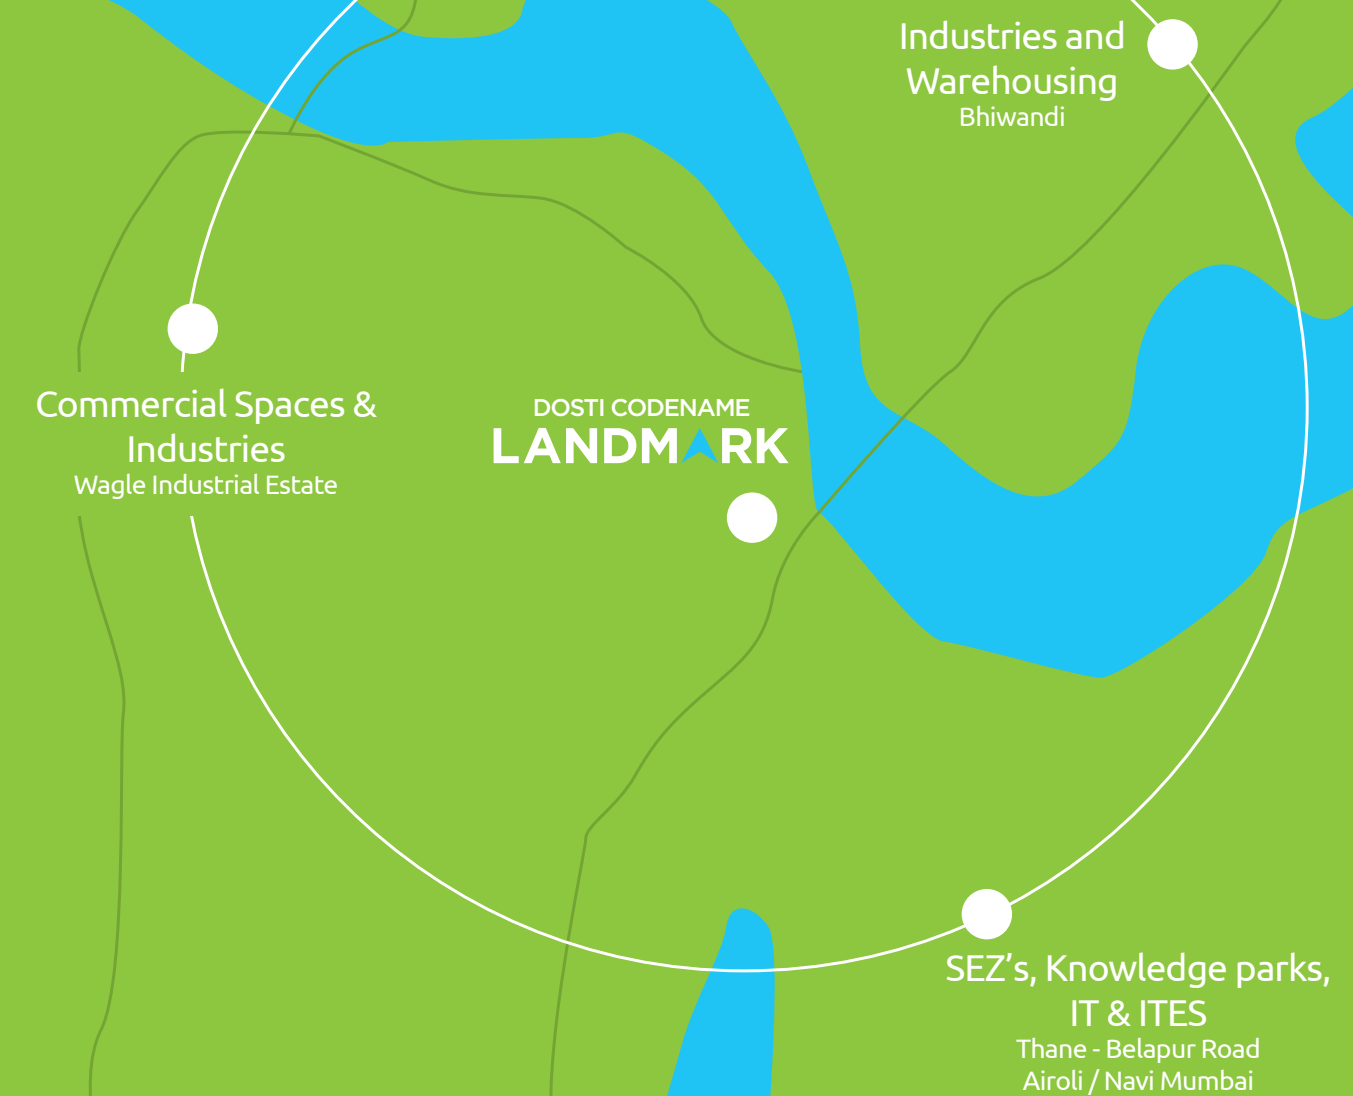 Industries and
Warehousing
Bhiwandi
Commercial Spaces &
Industries
Wagle Industrial Estate
DOSTI CODENAME
LANDMARK
SEZ’s, Knowledge parks,
IT & ITES
Thane - Belapur Road
Airoli / Navi Mumbai